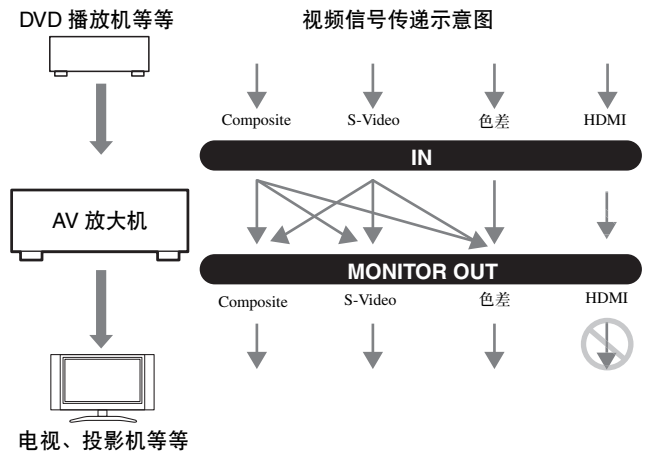 DVD 播放机等等
视频信号传递示意图
Composite
S-Video
色差
HDMI
IN
AV 放大机
MONITOR OUT
Composite
S-Video
色差
HDMI
电视、投影机等等